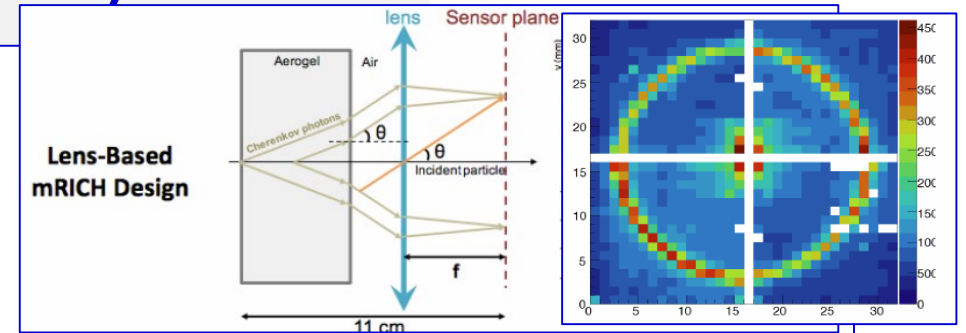 lens
Sensor plane
Aerogel
Air
Cherenkov photons
θ
θ
Incident particle
f
11 cm
Lens-Based
mRICH Design
y (mm)
30
25
20
15
10
5
0
0
5
10
15
20
25
30
450
400
350
300
250
200
150
100
500
0